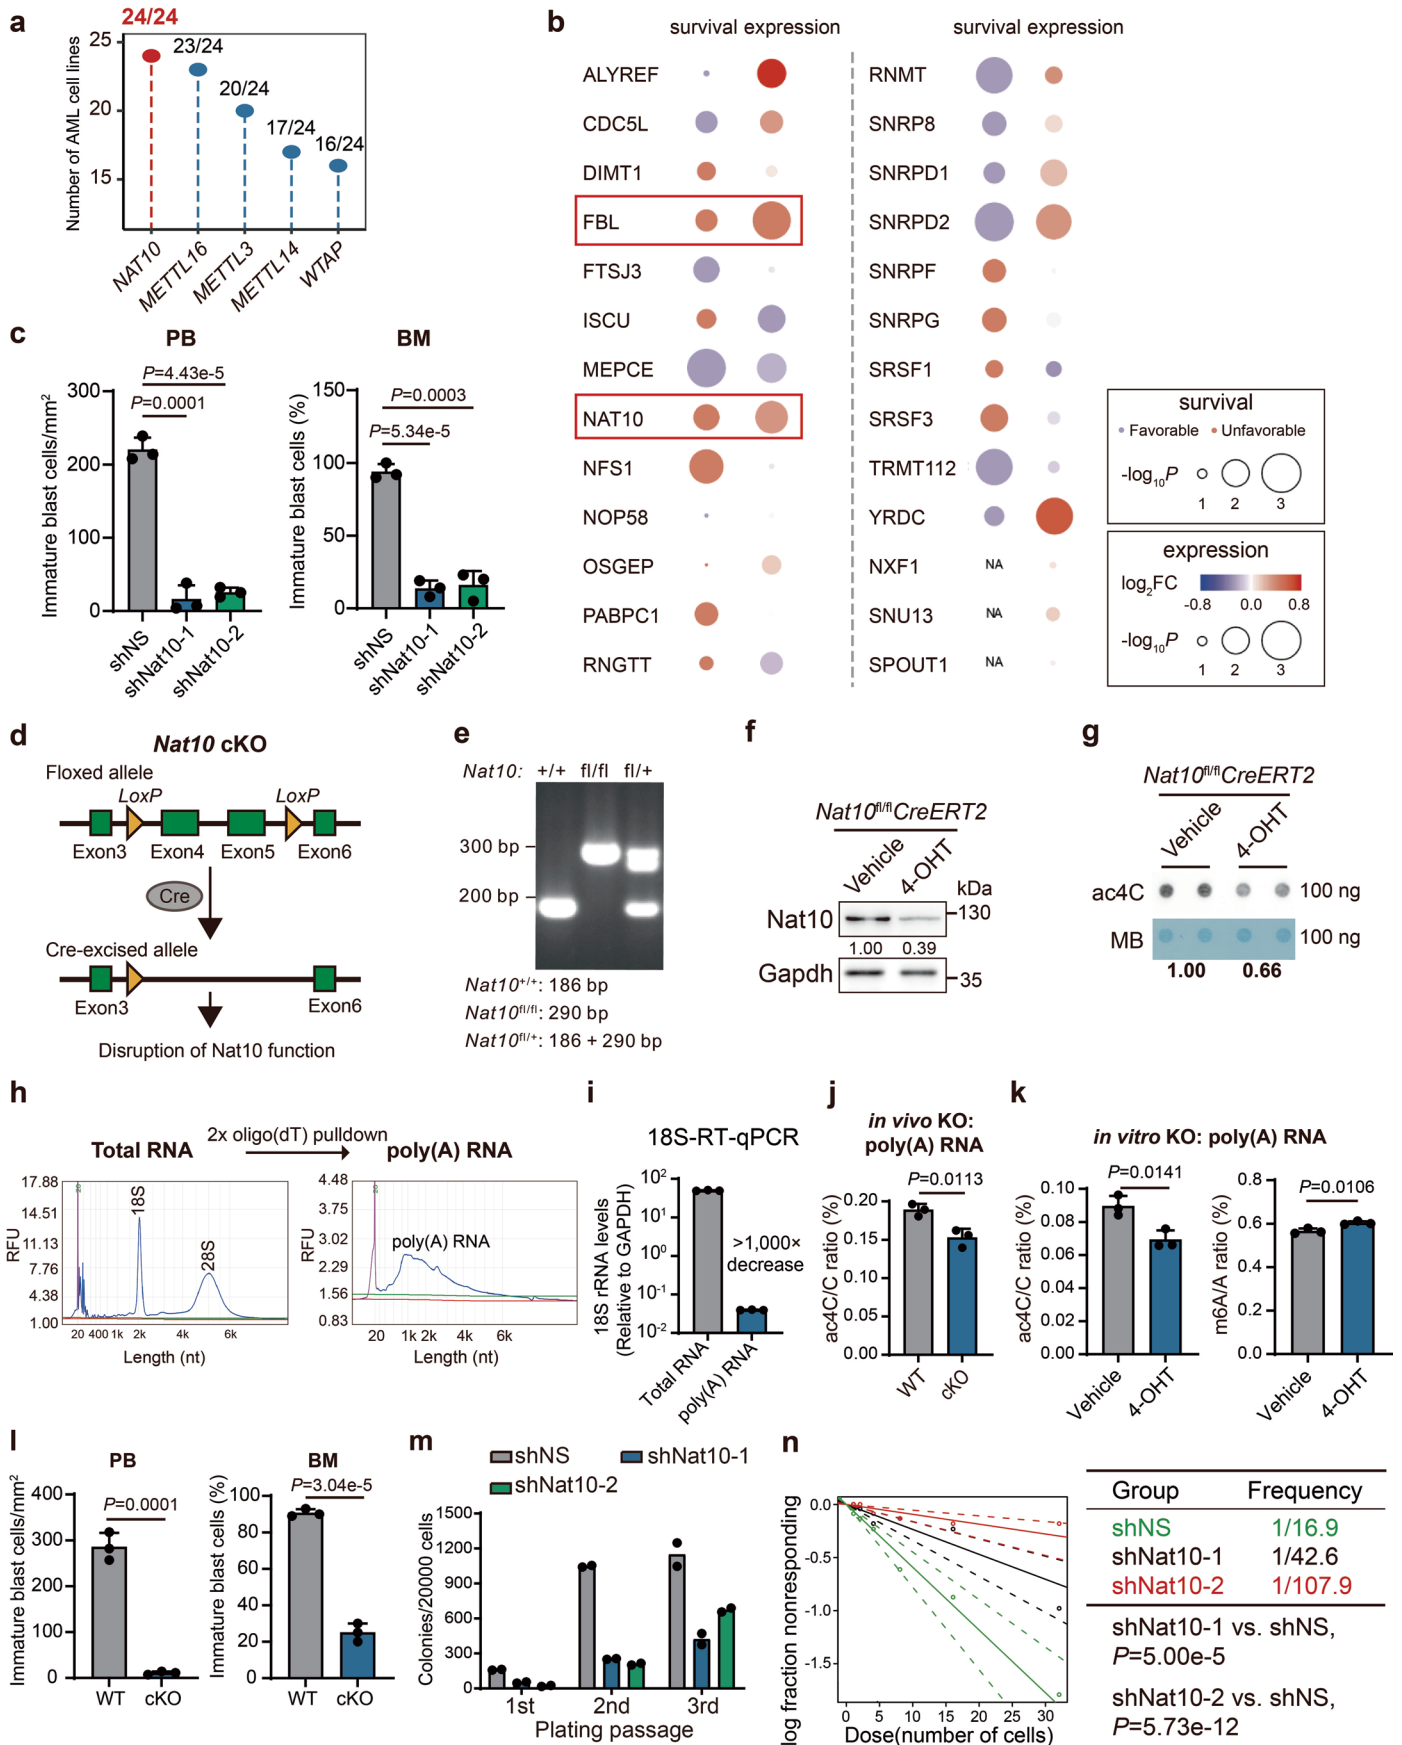 a
24/24
23/24
20/24
17/24
16/24
Number of AML cell lines
25
20
15
NAT10
METTL16
METTL3
METTL14
WTAP
b
survival expression
survival expression
ALYREF
CDC5L
DIMT1
FBL
FTSJ3
ISCU
MEPCE
NAT10
NFS1
NOP58
OSGEP
PABPC1
RNGTT
RNMT
SNRP8
SNRPD1
SNRPD2
SNRPF
SNRPG
SRSF1
SRSF3
TRMT112
YRDC
NXF1 NA
SNU13 NA
SPOUT1 NA
survival
Favorable Unfavorable
-log10P
1 2 3
expression
log2FC
-0.8 0.0 0.8
-log10P
1 2 3
c
PB
P=4.43e-5
P=0.0001
Immature blast cells/mm²
300
200
100
0
shNS
shNat10-1
shNat10-2
BM
P=0.0003
P=5.34e-5
Immature blast cells (%)
150
100
50
0
shNS
shNat10-1
shNat10-2
d
Nat10 cKO
Floxed allele
LoxP LoxP
Exon3 Exon4 Exon5 Exon6
Cre
Cre-excised allele
Exon3 Exon6
Disruption of Nat10 function
e
Nat10: +/+ fl/fl fl/+
300 bp
200 bp
Nat10+/+: 186 bp
Nat10fl/fl: 290 bp
Nat10fl/+: 186 + 290 bp
f
Nat10fl/flCreERT2
Vehicle
4-OHT
kDa
Nat10 130
1.00 0.39
Gapdh 35
g
Nat10fl/flCreERT2
Vehicle
4-OHT
ac4C 100 ng
MB 100 ng
1.00 0.66
h
2x oligo(dT) pulldown
Total RNA poly(A) RNA
RFU
17.88
14.51
11.13
7.76
4.38
1.00
20
18S
28S
20 400 1k 2k 4k 6k
Length (nt)
RFU
4.48
3.75
3.02
2.29
1.56
0.83
20
poly(A) RNA
20 1k 2k 4k 6k
Length (nt)
i
18S-RT-qPCR
18S rRNA levels
(Relative to GAPDH)
10²
10¹
10⁰
10⁻¹
10⁻²
>1,000×
decrease
Total RNA
poly(A) RNA
j
in vivo KO:
poly(A) RNA
P=0.0113
ac4C/C ratio (%)
0.20
0.15
0.10
0.05
0.00
WT
cKO
k
in vitro KO: poly(A) RNA
P=0.0141
ac4C/C ratio (%)
0.10
0.08
0.06
0.04
0.02
0.00
Vehicle
4-OHT
P=0.0106
m6A/A ratio (%)
0.8
0.6
0.4
0.2
0.0
Vehicle
4-OHT
l
PB
P=0.0001
Immature blast cells/mm²
400
300
200
100
0
WT cKO
BM
P=3.04e-5
Immature blast cells (%)
100
80
60
40
20
0
WT cKO
m
shNS shNat10-1
shNat10-2
Colonies/20000 cells
1500
1200
900
600
300
0
1st 2nd 3rd
Plating passage
n
log fraction nonresponding
0.0
-0.5
-1.0
-1.5
0 5 10 15 20 25 30
Dose(number of cells)
Group Frequency
shNS 1/16.9
shNat10-1 1/42.6
shNat10-2 1/107.9
shNat10-1 vs. shNS,
P=5.00e-5
shNat10-2 vs. shNS,
P=5.73e-12